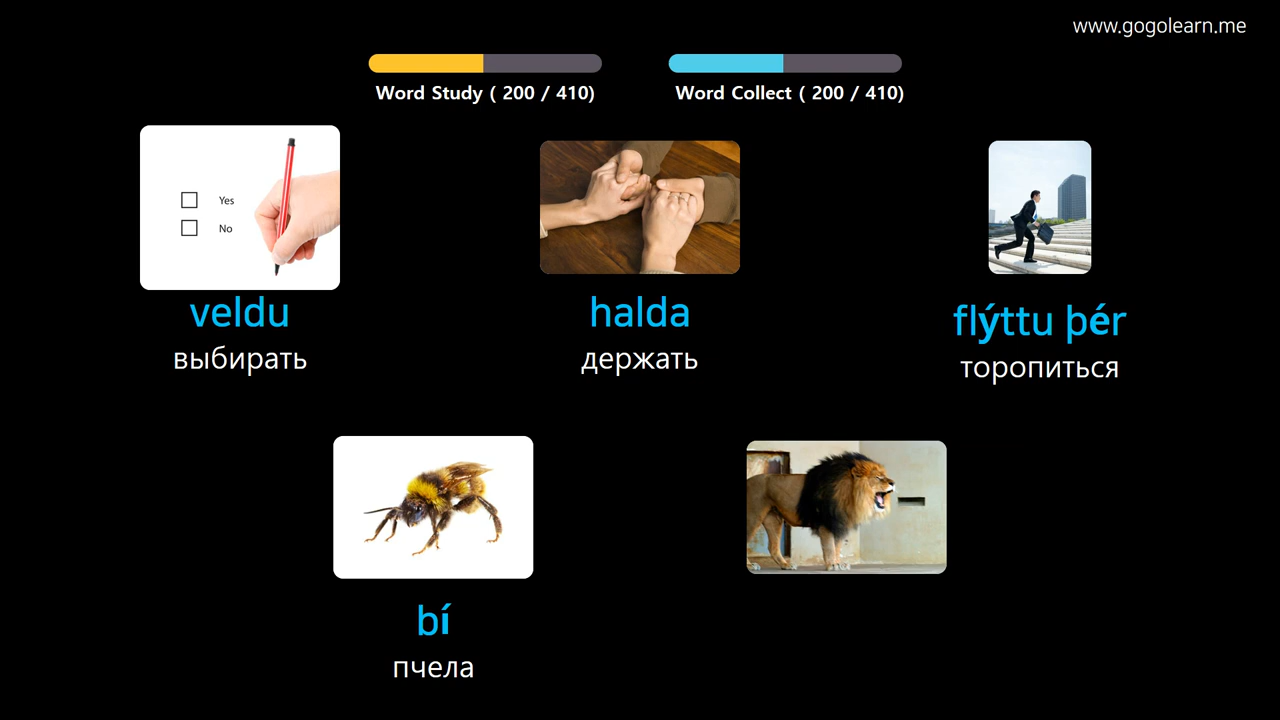 www.gogolearn.me
Word Study ( 200 / 410)
Word Collect ( 200 / 410)
Yes
No
veldu
выбирать
halda
держать
flýttu þér
торопиться
bí
пчела